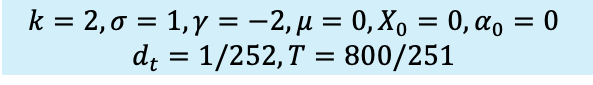 k = 2, σ = 1, γ = −2, μ = 0, X₀ = 0, α₀ = 0
dₜ = 1/252, T = 800/251